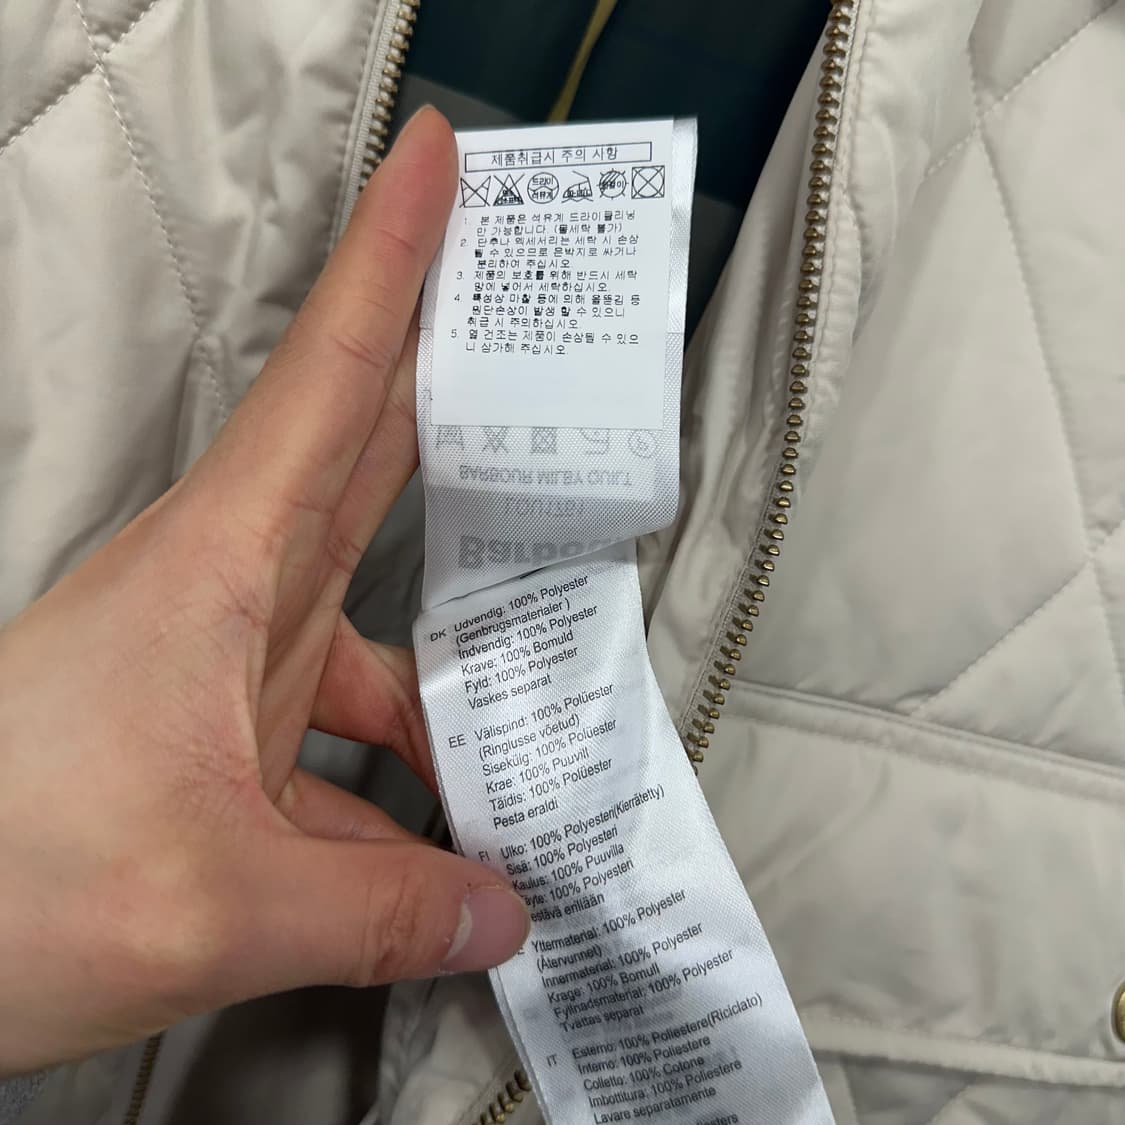 제품취급시 주의 사항
드라이
석유계
1. 본 제품은 석유계 드라이클리닝
만 가능합니다. (물세탁 불가)
2. 단추나 액세서리는 세탁 시 손상
될 수 있으므로 은박지로 싸거나
분리하여 주십시오.
3. 제품의 보호를 위해 반드시 세탁
망에 넣어서 세탁하십시오.
4. 특성상 마찰 등에 의해 올뜯김 등
원단손상이 발생 할 수 있으니
취급 시 주의하십시오.
5. 열 건조는 제품이 손상될 수 있으
니 삼가해 주십시오.
BARBOUR MILBY QUILT
Barbour
DK Udvendig: 100% Polyester
(Genbrugsmaterialer )
Indvendig: 100% Polyester
Krave: 100% Bomuld
Fyld: 100% Polyester
Vaskes separat
EE Välispind: 100% Polüester
(Ringlusse võetud)
Sisekülg: 100% Polüester
Krae: 100% Puuvill
Täidis: 100% Polüester
Pesta eraldi
FI Ulko: 100% Polyesteri(Kierrätetty)
Sisä: 100% Polyesteri
Kaulus: 100% Puuvilla
100% Polyesteri
erillään
Yttermaterial: 100% Polyester
(Återvunnet)
Innermaterial: 100% Polyester
Krage: 100% Bomull
Fyllnadsmaterial: 100% Polyester
Tvättas separat
IT Esterno: 100% Poliestere(Riciclato)
Interno: 100% Poliestere
Colletto: 100% Cotone
Imbottitura: 100% Poliestere
Lavare separatamente